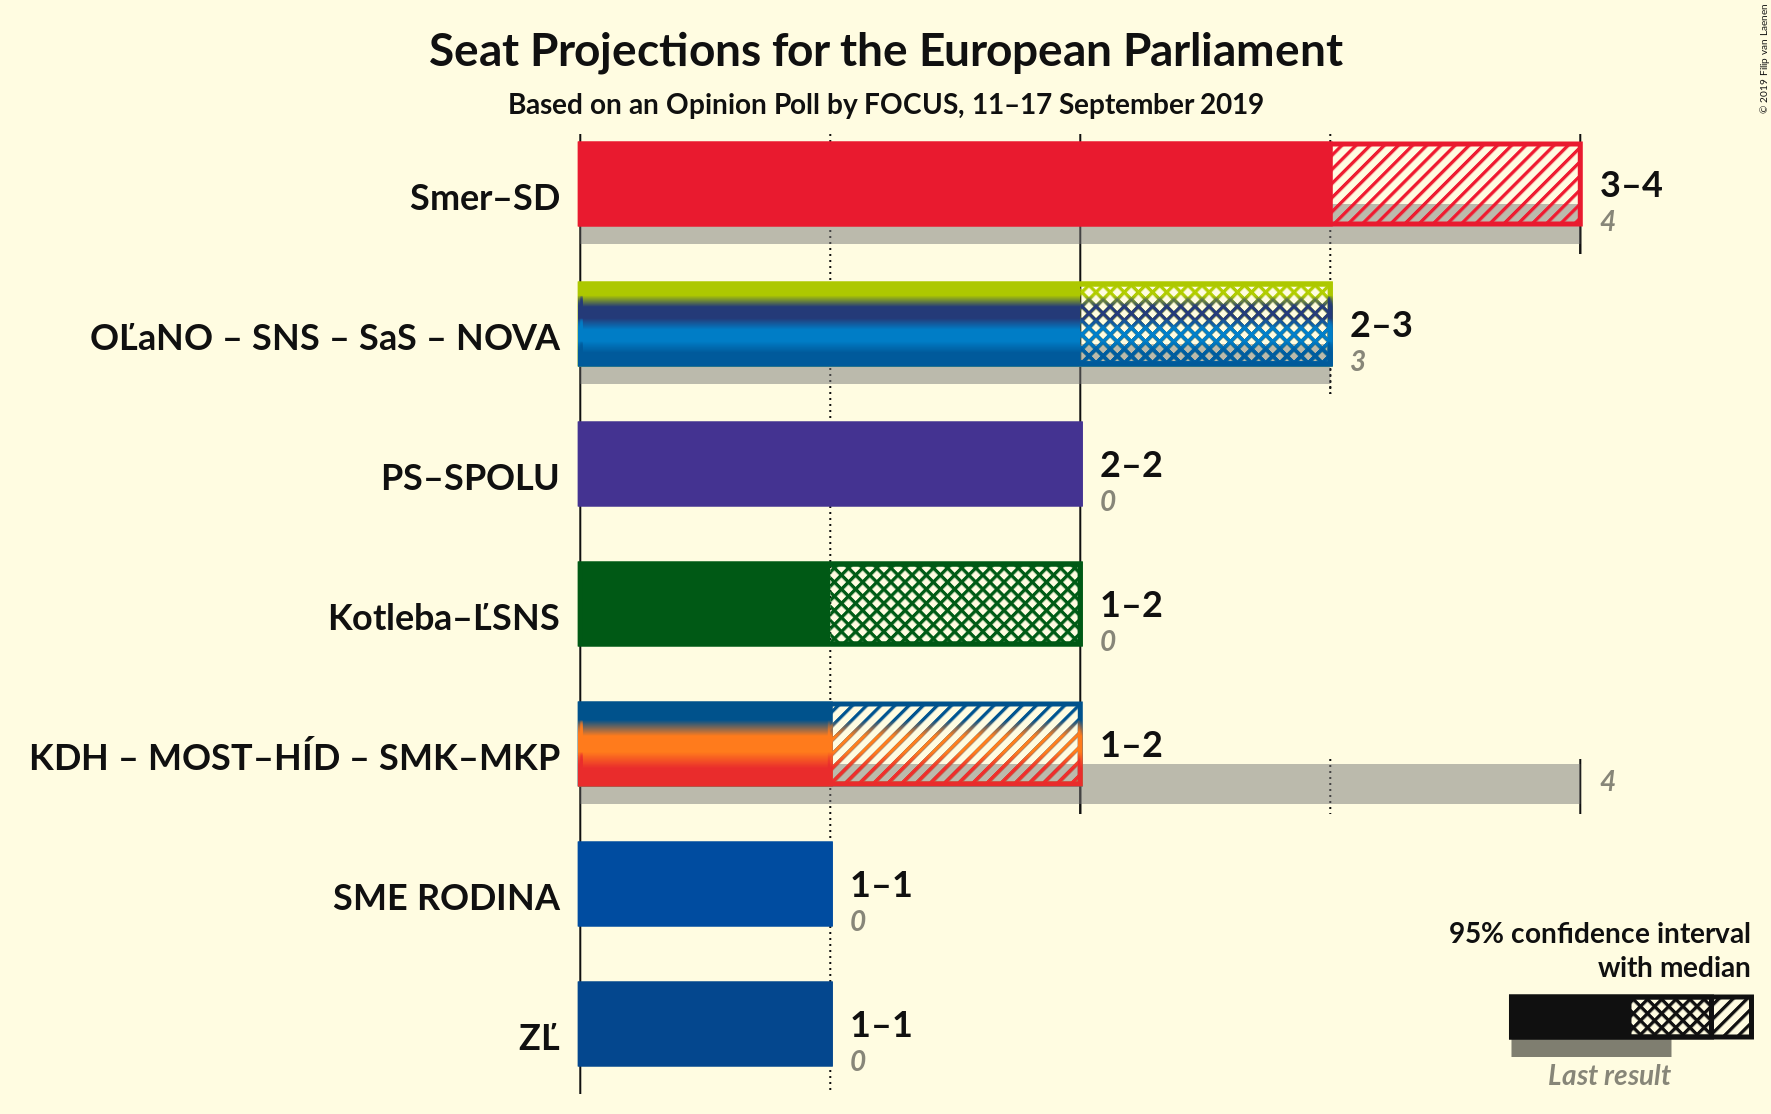 Seat Projections for the European Parliament
Based on an Opinion Poll by FOCUS, 11–17 September 2019
© 2019 Filip van Laenen
Smer–SD
3–4
4
OĽaNO – SNS – SaS – NOVA
2–3
3
PS–SPOLU
2–2
0
Kotleba–ĽSNS
1–2
0
KDH – MOST–HÍD – SMK–MKP
1–2
4
SME RODINA
1–1
0
ZĽ
1–1
0
95% confidence interval
with median
Last result